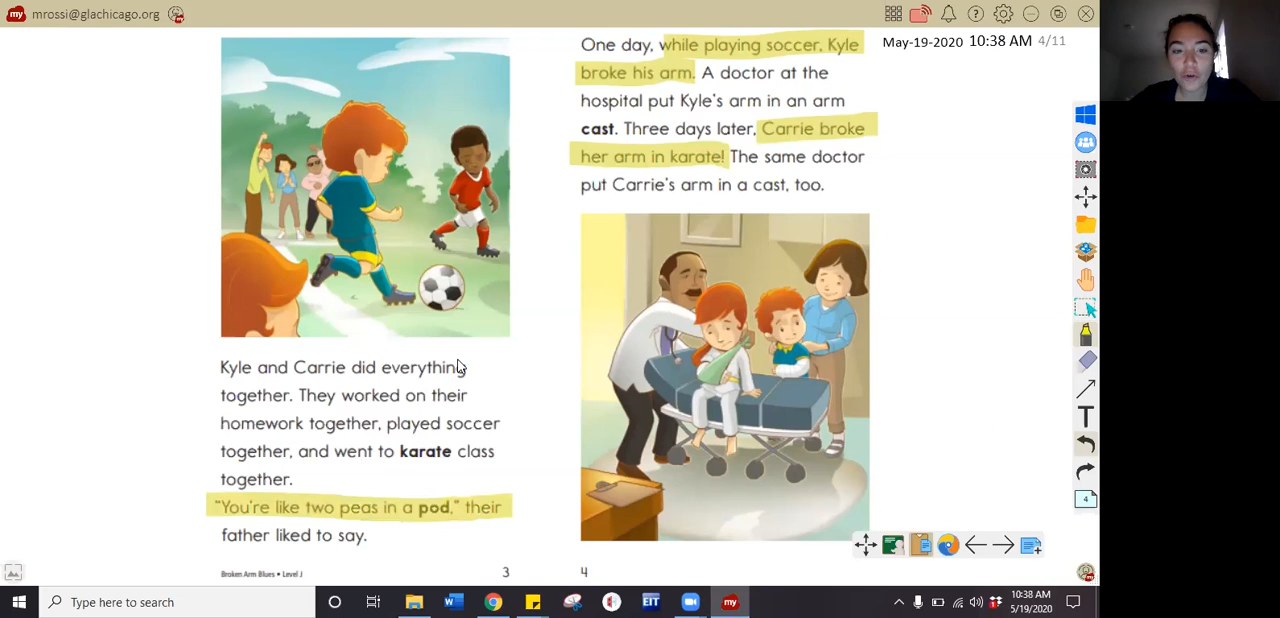 my mrossi@glachicago.org
May-19-2020 10:38 AM 4/11
Kyle and Carrie did everything
together. They worked on their
homework together, played soccer
together, and went to karate class
together.
"You're like two peas in a pod," their
father liked to say.
Broken Arm Blues • Level J
3
One day, while playing soccer, Kyle
broke his arm. A doctor at the
hospital put Kyle's arm in an arm
cast. Three days later, Carrie broke
her arm in karate! The same doctor
put Carrie's arm in a cast, too.
4
T
4
my
Type here to search
W
EIT
my
10:38 AM
5/19/2020